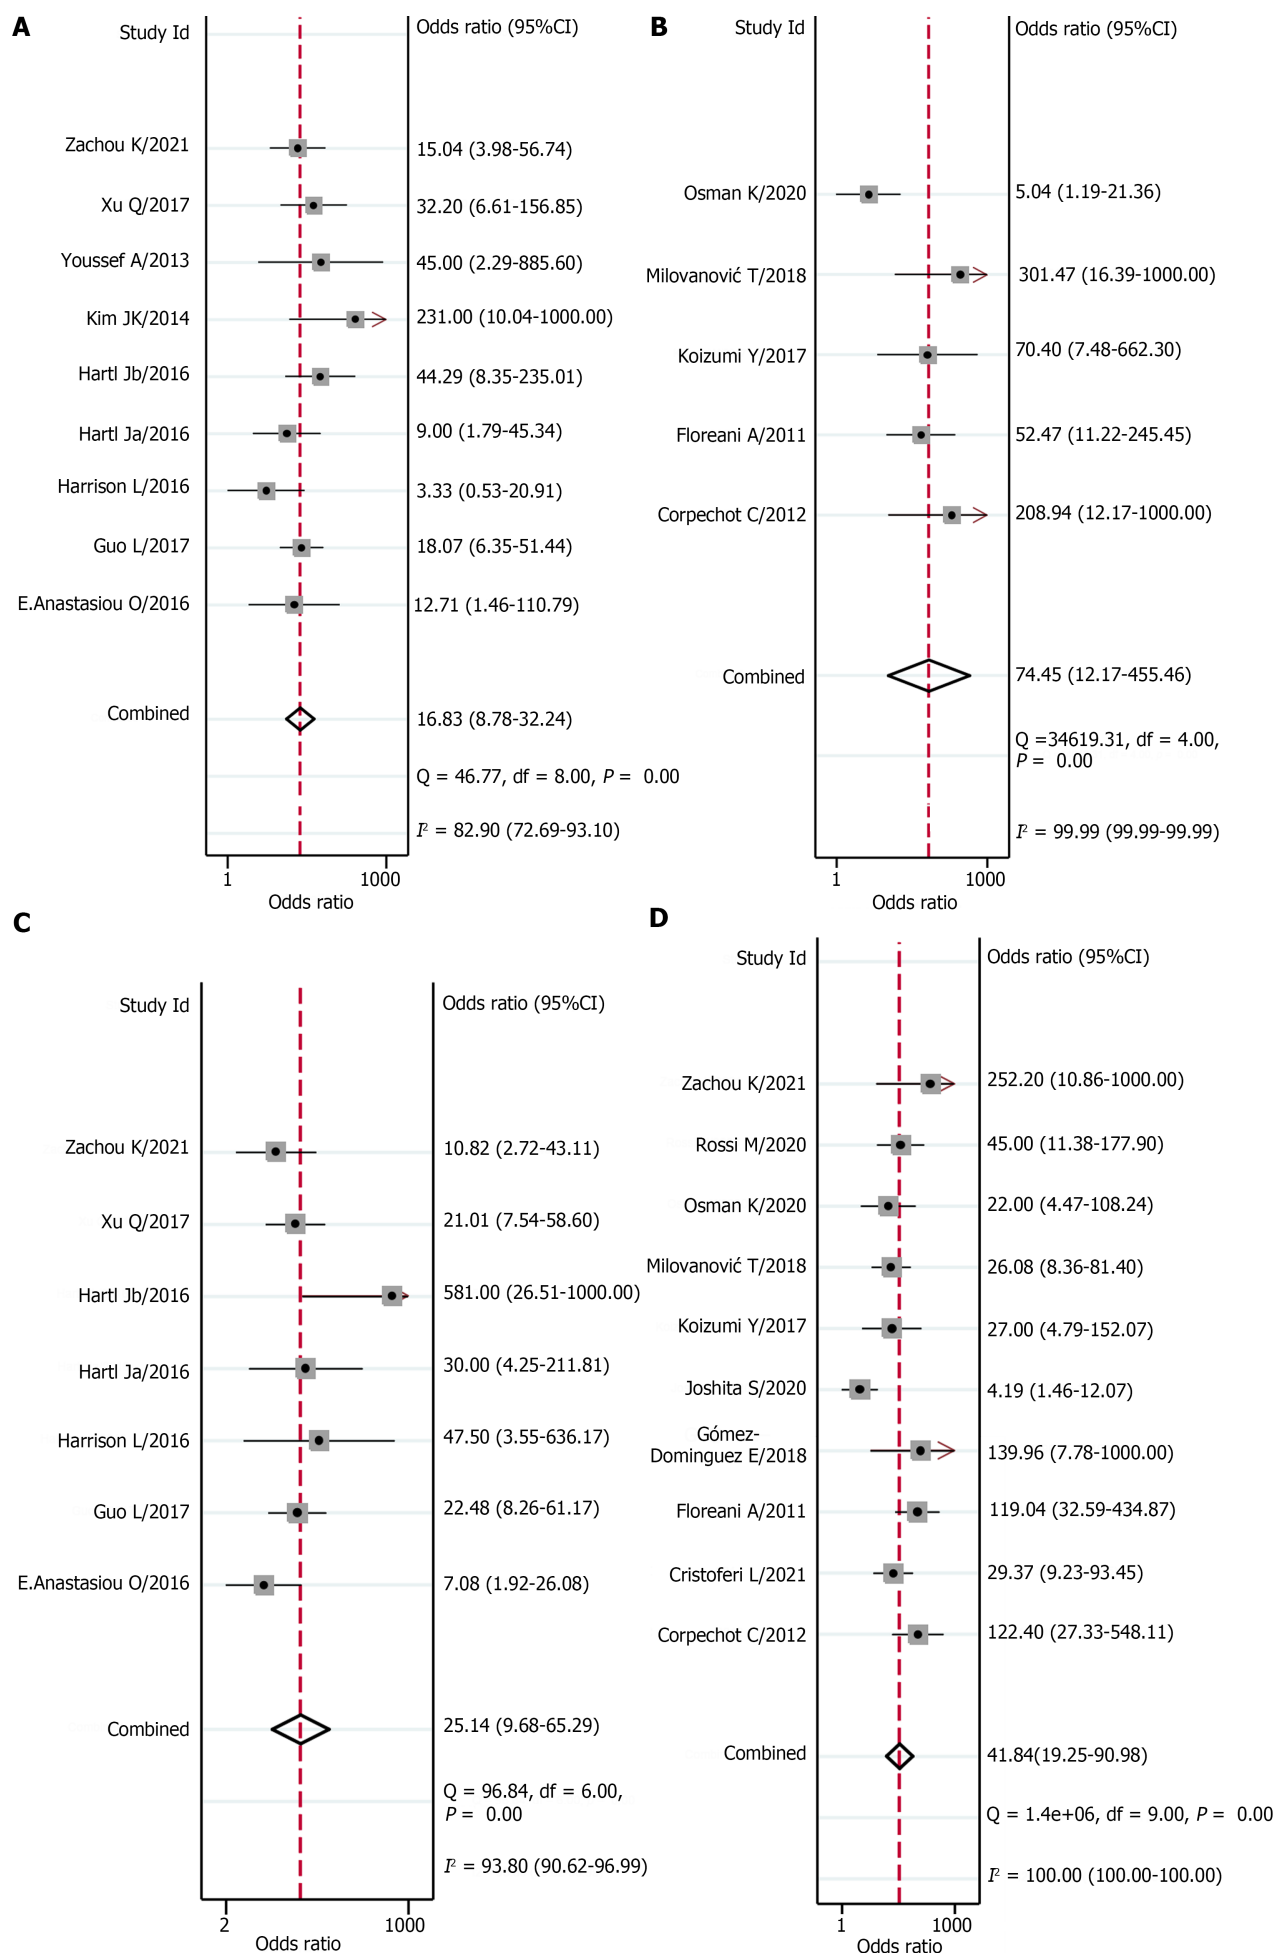 A
Study Id Odds ratio (95%CI)
Zachou K/2021 15.04 (3.98-56.74)
Xu Q/2017 32.20 (6.61-156.85)
Youssef A/2013 45.00 (2.29-885.60)
Kim JK/2014 231.00 (10.04-1000.00)
Hartl Jb/2016 44.29 (8.35-235.01)
Hartl Ja/2016 9.00 (1.79-45.34)
Harrison L/2016 3.33 (0.53-20.91)
Guo L/2017 18.07 (6.35-51.44)
E.Anastasiou O/2016 12.71 (1.46-110.79)
Combined 16.83 (8.78-32.24)
Q = 46.77, df = 8.00, P = 0.00
I² = 82.90 (72.69-93.10)
1 1000
Odds ratio
B
Study Id Odds ratio (95%CI)
Osman K/2020 5.04 (1.19-21.36)
Milovanović T/2018 301.47 (16.39-1000.00)
Koizumi Y/2017 70.40 (7.48-662.30)
Floreani A/2011 52.47 (11.22-245.45)
Corpechot C/2012 208.94 (12.17-1000.00)
Combined 74.45 (12.17-455.46)
Q =34619.31, df = 4.00,
P = 0.00
I² = 99.99 (99.99-99.99)
1 1000
Odds ratio
C
Study Id Odds ratio (95%CI)
Zachou K/2021 10.82 (2.72-43.11)
Xu Q/2017 21.01 (7.54-58.60)
Hartl Jb/2016 581.00 (26.51-1000.00)
Hartl Ja/2016 30.00 (4.25-211.81)
Harrison L/2016 47.50 (3.55-636.17)
Guo L/2017 22.48 (8.26-61.17)
E.Anastasiou O/2016 7.08 (1.92-26.08)
Combined 25.14 (9.68-65.29)
Q = 96.84, df = 6.00,
P = 0.00
I² = 93.80 (90.62-96.99)
2 1000
Odds ratio
D
Study Id Odds ratio (95%CI)
Zachou K/2021 252.20 (10.86-1000.00)
Rossi M/2020 45.00 (11.38-177.90)
Osman K/2020 22.00 (4.47-108.24)
Milovanović T/2018 26.08 (8.36-81.40)
Koizumi Y/2017 27.00 (4.79-152.07)
Joshita S/2020 4.19 (1.46-12.07)
Gómez-
Dominguez E/2018 139.96 (7.78-1000.00)
Floreani A/2011 119.04 (32.59-434.87)
Cristoferi L/2021 29.37 (9.23-93.45)
Corpechot C/2012 122.40 (27.33-548.11)
Combined 41.84(19.25-90.98)
Q = 1.4e+06, df = 9.00, P = 0.00
I² = 100.00 (100.00-100.00)
1 1000
Odds ratio